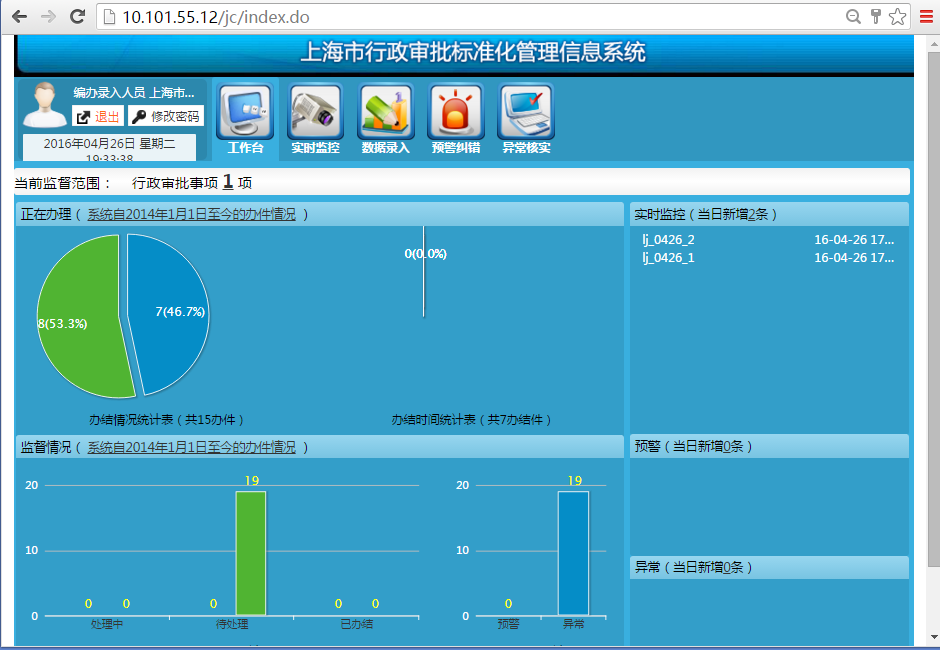 10.101.55.12/jc/index.do
上海市行政审批标准化管理信息系统
编办录入人员 上海市...
退出 修改密码
2016年04月26日 星期二
19:33:38
工作台 实时监控 数据录入 预警纠错 异常核实
当前监督范围： 行政审批事项 1 项
正在办理（ 系统自2014年1月1日至今的办件情况 ）
8(53.3%)
7(46.7%)
0(0.0%)
办结情况统计表（共15办件）
办结时间统计表（共7办结件）
实时监控（当日新增2条）
lj_0426_2 16-04-26 17...
lj_0426_1 16-04-26 17...
监督情况（ 系统自2014年1月1日至今的办件情况 ）
20
10
0
0 0
0 19
0 0
处理中 待处理 已办结
20
10
0
0 19
预警 异常
预警（当日新增0条）
异常（当日新增0条）